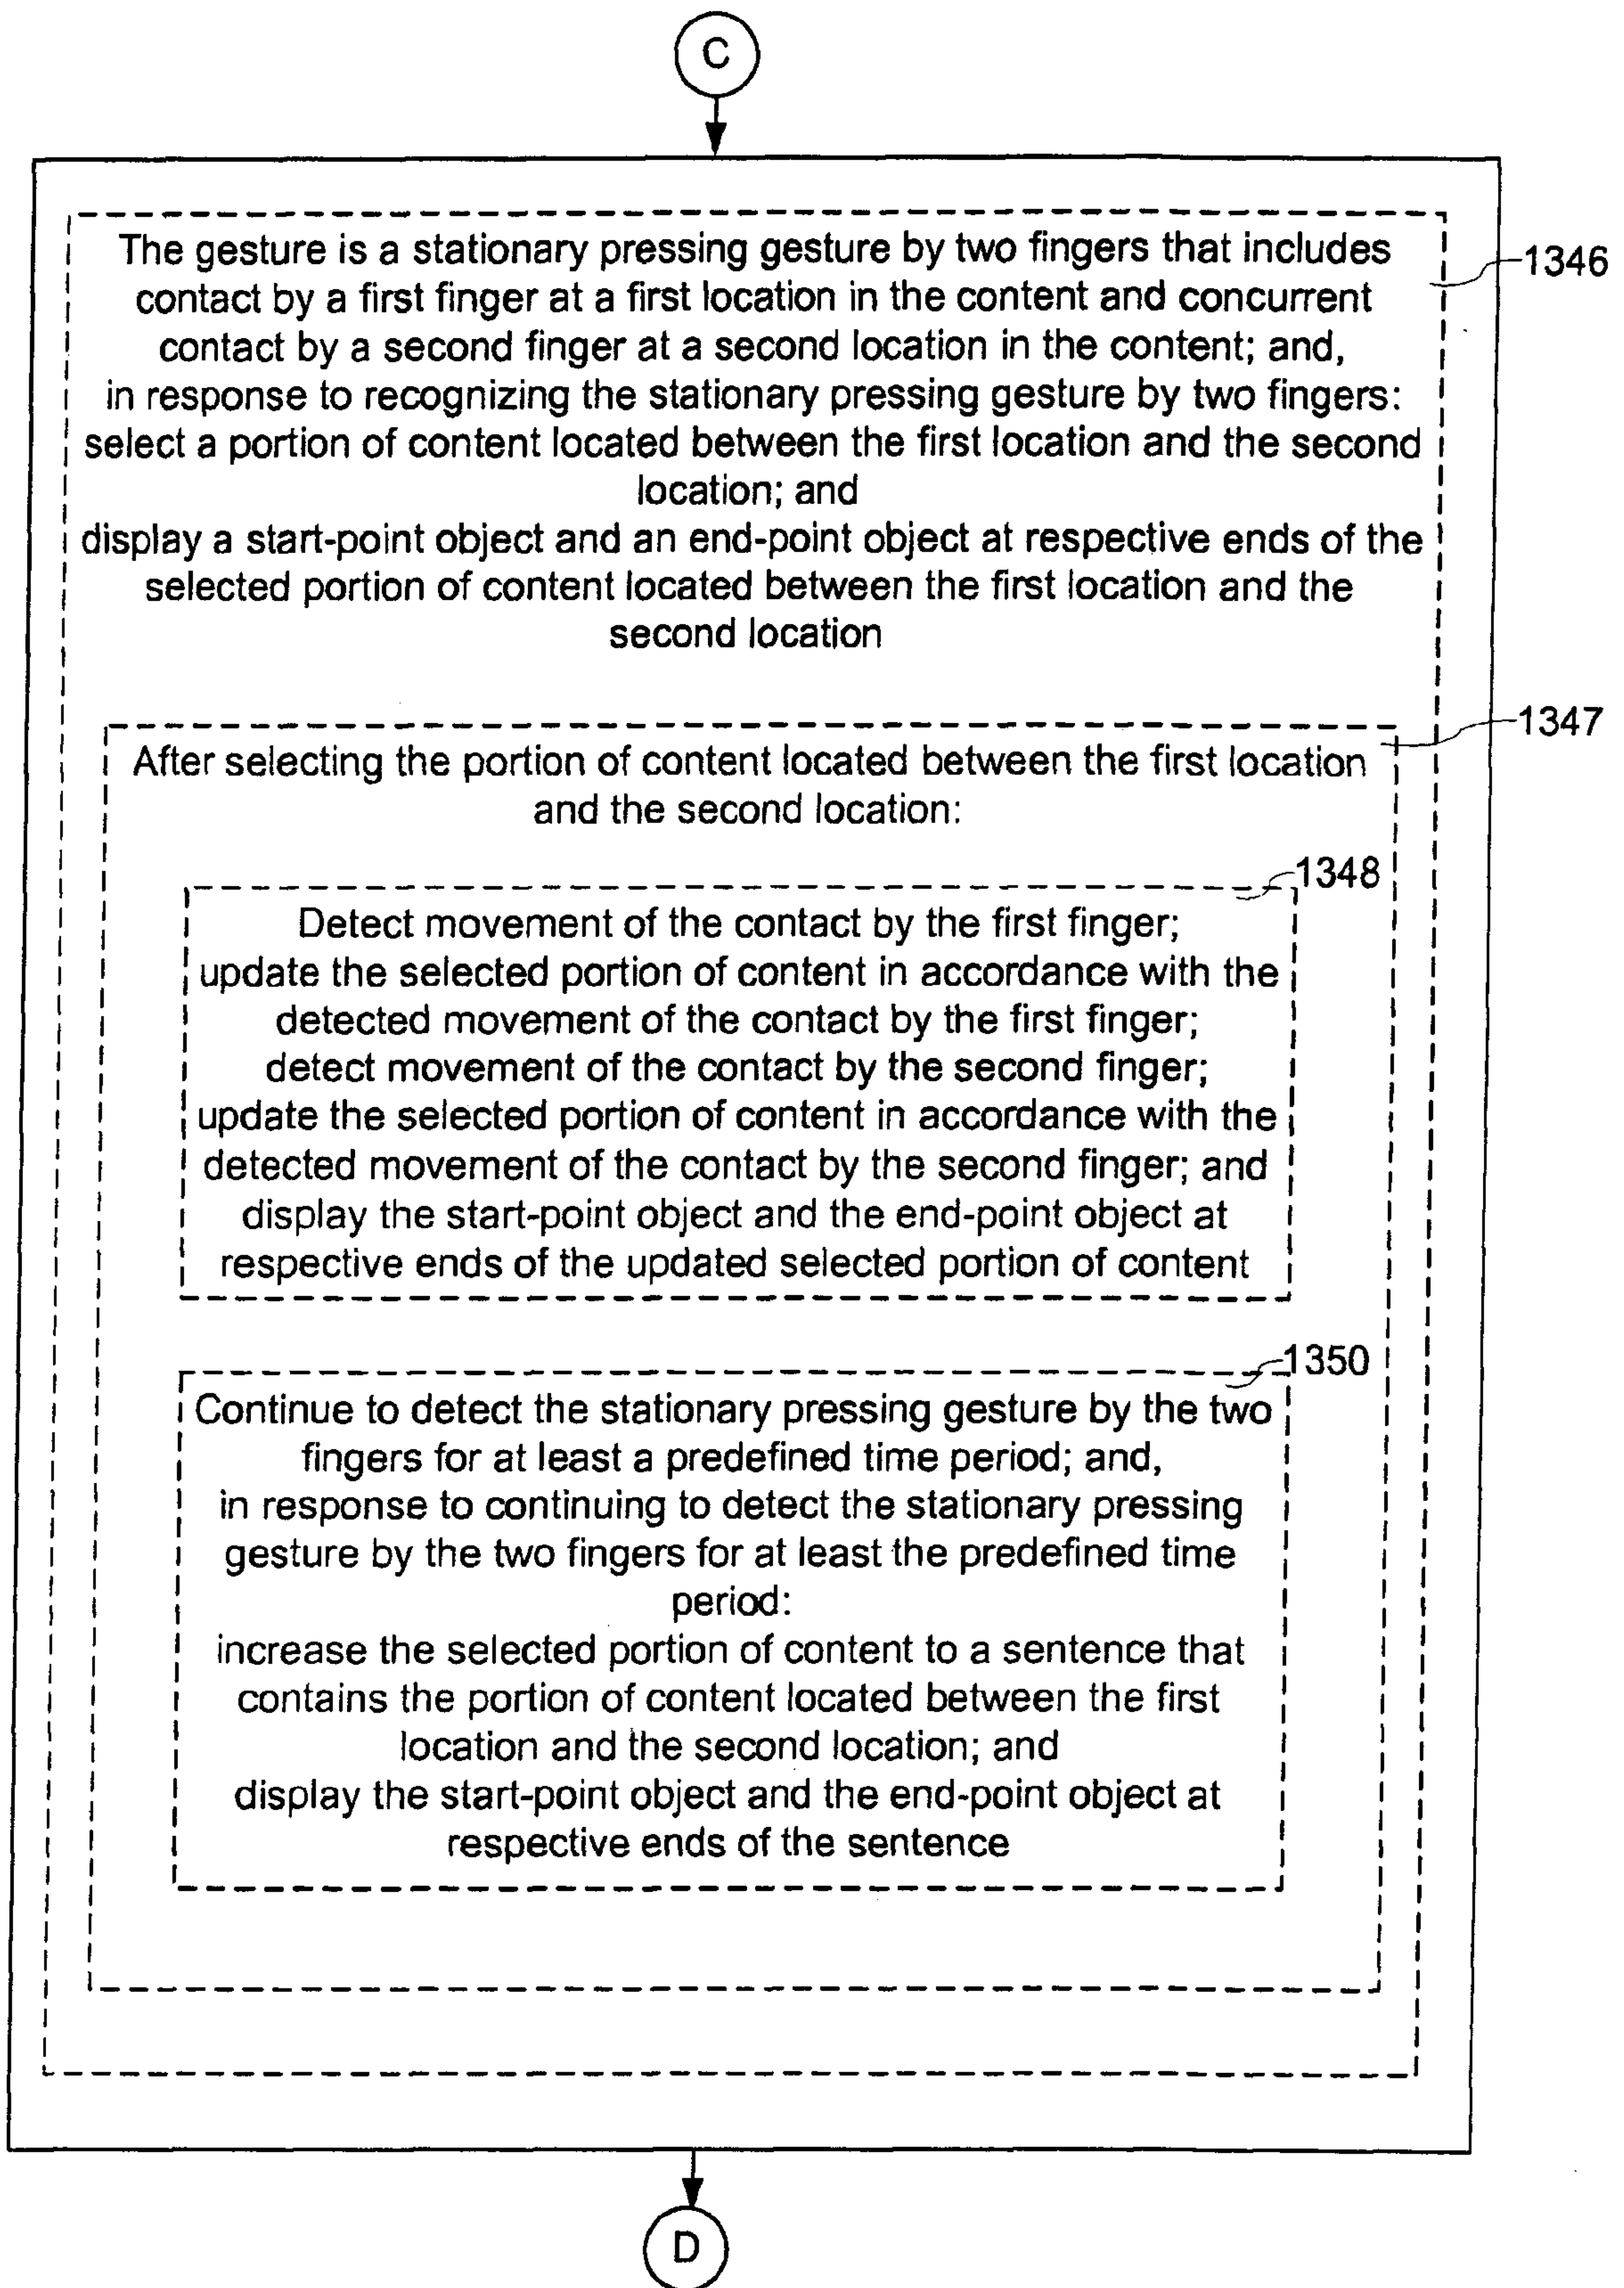 C
The gesture is a stationary pressing gesture by two fingers that includes
1346
contact by a first finger at a first location in the content and concurrent
contact by a second finger at a second location in the content; and,
in response to recognizing the stationary pressing gesture by two fingers:
select a portion of content located between the first location and the second
location; and
display a start-point object and an end-point object at respective ends of the
selected portion of content located between the first location and the
second location
1347
After selecting the portion of content located between the first location
and the second location:
1348
Detect movement of the contact by the first finger;
update the selected portion of content in accordance with the
detected movement of the contact by the first finger;
detect movement of the contact by the second finger;
update the selected portion of content in accordance with the
detected movement of the contact by the second finger; and
display the start-point object and the end-point object at
respective ends of the updated selected portion of content
1350
Continue to detect the stationary pressing gesture by the two
fingers for at least a predefined time period; and,
in response to continuing to detect the stationary pressing
gesture by the two fingers for at least the predefined time
period:
increase the selected portion of content to a sentence that
contains the portion of content located between the first
location and the second location; and
display the start-point object and the end-point object at
respective ends of the sentence
D